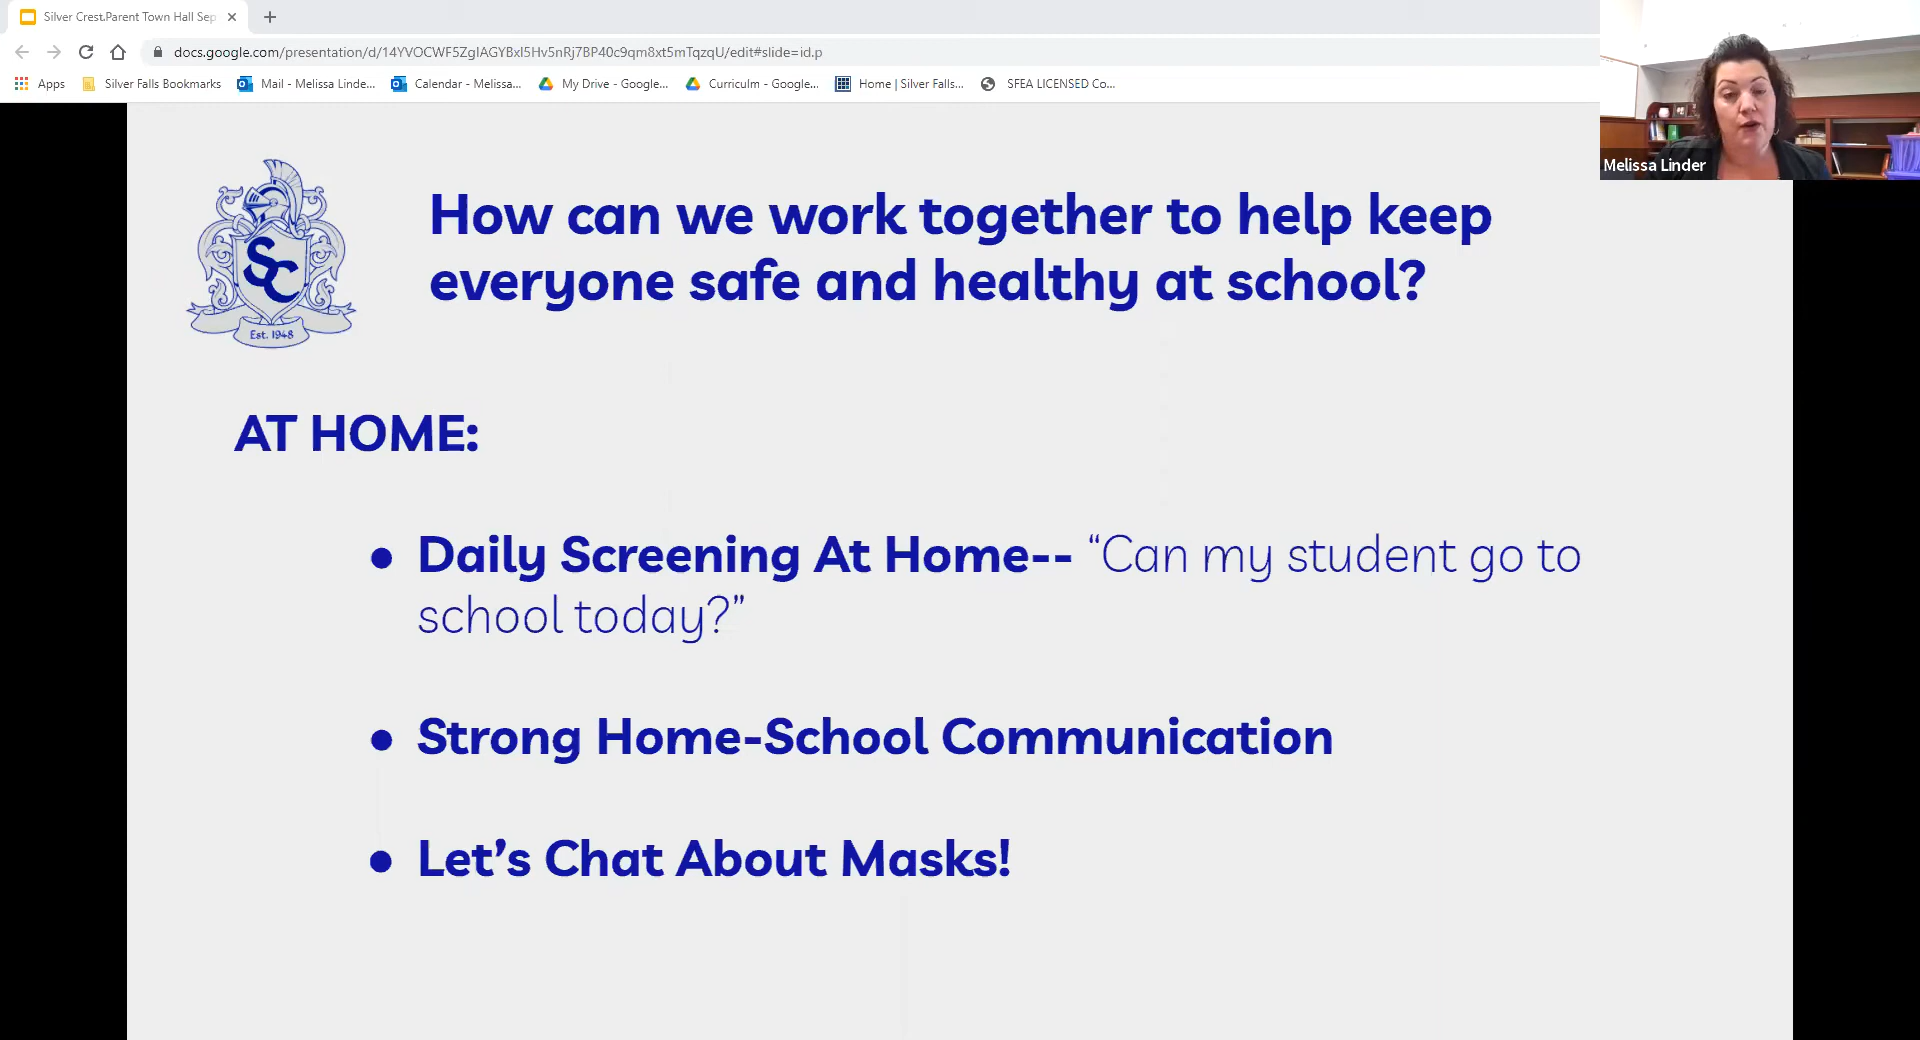 Silver Crest.Parent Town Hall Sep
docs.google.com/presentation/d/14YVOCWF5ZgIAGYBxI5Hv5nRj7BP40c9qm8xt5mTqzqU/edit#slide=id.p
Apps Silver Falls Bookmarks Mail - Melissa Linde... Calendar - Melissa... My Drive - Google... Curriculm - Google... Home | Silver Falls... SFEA LICENSED Co...
Melissa Linder
SC
Est. 1948
How can we work together to help keep
everyone safe and healthy at school?
AT HOME:
● Daily Screening At Home-- “Can my student go to
school today?”
● Strong Home-School Communication
● Let’s Chat About Masks!